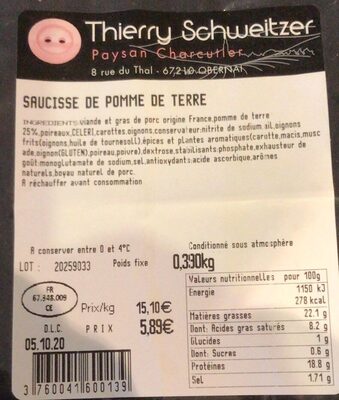 Thierry Schweitzer
Paysan Charcutier
8 rue du Thal - 67210 OBERNAI
SAUCISSE DE POMME DE TERRE
INGREDIENTS:viande et gras de porc origine France,pomme de terre
25%,poireaux,CELERI,carottes,oignons,conservateur:nitrite de sodium sil,oignons
frits(oignons,huile de tournesoll),épices et plantes aromatiques(carotte,macis,musc
ade,oignon(GLUTEN),poireau,poivre),dextrose,stabilisants:phosphate,exhausteur de
goût:monoglutamate de sodium,sel,antioxydant:acide ascorbique,arômes
naturels,boyau naturel de porc.
A réchauffer avant consommation
A conserver entre 0 et 4°C
Conditionné sous atmosphère
LOT : 20259033 Poids fixe 0,390kg
FR
67.348.009
CE
Prix/kg 15,10€
D.L.C. PRIX 5,89€
05.10.20
3 760041 600139
Valeurs nutritionnelles pour 100g
Energie 1150 kJ
278 kcal
Matières grasses 22.1 g
Dont: Acides gras saturés 8.2 g
Glucides 1 g
Dont: Sucres 0.6 g
Protéines 18.8 g
Sel 1.71 g